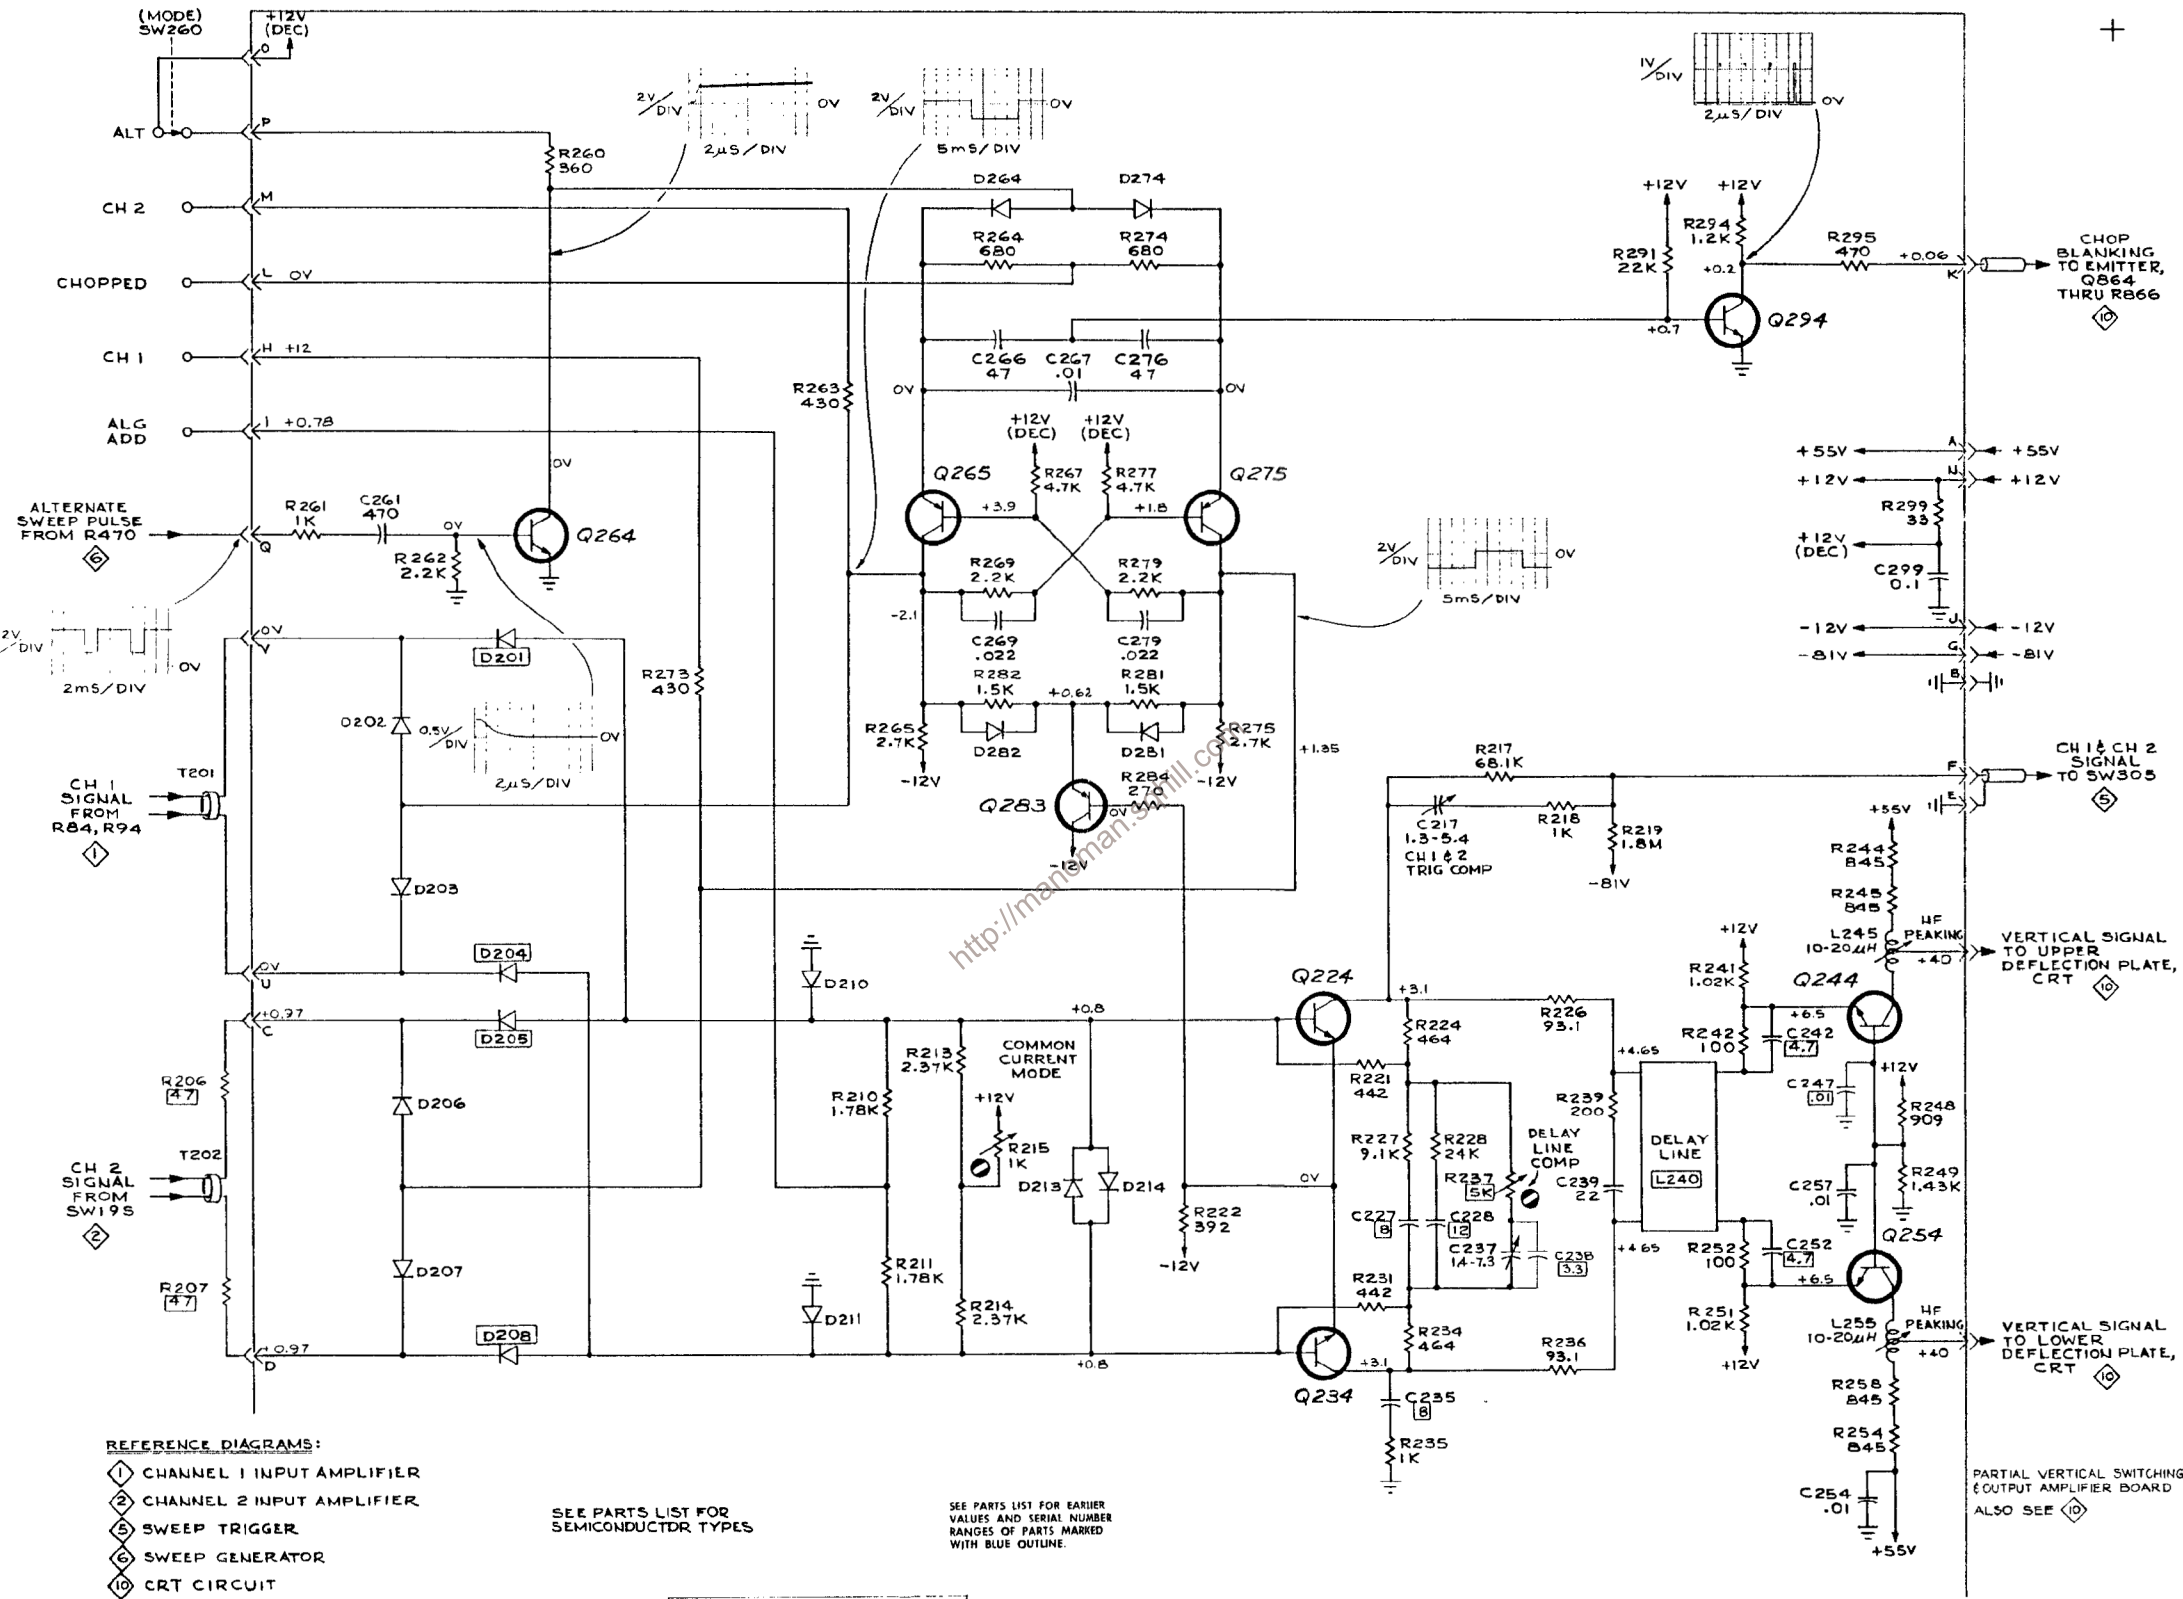 (MODE)
SW260
+12V
(DEC)
O
ALT
P
R260
360
2V/DIV
0V
2µS/DIV
2V/DIV
0V
5mS/DIV
1V/DIV
0V
2µS/DIV
CH 2
M
CHOPPED
L
0V
CH 1
H
+12
ALG
ADD
I
+0.78
D264
D274
R264
680
R274
680
+12V
+12V
R294
1.2K
R291
22K
+0.2
R295
470
+0.06
K
CHOP
BLANKING
TO EMITTER,
Q864
THRU R866
10
+0.7
Q294
C266
47
C267
.01
C276
47
0V
0V
R263
430
+12V
(DEC)
+12V
(DEC)
Q265
R267
4.7K
R277
4.7K
Q275
+3.9
+1.8
0V
ALTERNATE
SWEEP PULSE
FROM R470
6
R261
1K
C261
470
0V
Q
R262
2.2K
Q264
A
+55V
+55V
N
+12V
+12V
R299
33
+12V
(DEC)
C299
0.1
J
-12V
-12V
G
-81V
-81V
B
2V/DIV
0V
5mS/DIV
R269
2.2K
R279
2.2K
-2.1
C269
.022
C279
.022
R282
1.5K
R281
1.5K
+0.62
2V/DIV
0V
2mS/DIV
0V
Y
D201
R273
430
D202
0.5V/DIV
0V
2µS/DIV
R265
2.7K
D282
D281
R275
2.7K
-12V
-12V
+1.35
R284
270
0V
Q283
-12V
CH 1
SIGNAL
FROM
R84, R94
1
T201
D203
R217
68.1K
C217
1.3-5.4
CH 1 & 2
TRIG COMP
R218
1K
R219
1.8M
-81V
F
E
CH 1 & CH 2
SIGNAL
TO SW305
5
+55V
R244
845
R245
845
HF
PEAKING
L245
10-20µH
+40
VERTICAL SIGNAL
TO UPPER
DEFLECTION PLATE,
CRT
10
http://manoman.sqhill.com
D204
0V
U
D210
+0.97
C
D205
+0.8
Q224
+3.1
R226
93.1
R224
464
+12V
R241
1.02K
Q244
+6.5
R242
100
C242
4.7
+4.65
R206
47
D206
R210
1.78K
R213
2.37K
COMMON
CURRENT
MODE
+12V
R215
1K
R221
442
R239
200
C247
.01
+12V
R248
909
R227
9.1K
R228
24K
DELAY
LINE
COMP
R237
5K
DELAY
LINE
L240
T202
CH 2
SIGNAL
FROM
SW195
2
D213
D214
0V
C239
22
C257
.01
R249
1.43K
R222
392
-12V
C227
8
C228
12
C237
1.4-7.3
C238
3.3
+4.65
R252
100
C252
4.7
Q254
+6.5
R207
47
D207
R211
1.78K
R214
2.37K
D211
R231
442
R234
464
R251
1.02K
+12V
L255
10-20µH
HF
PEAKING
+40
VERTICAL SIGNAL
TO LOWER
DEFLECTION PLATE,
CRT
10
+0.97
D
D208
+0.8
Q234
+3.1
R236
93.1
C235
8
R235
1K
R258
845
R254
845
C254
.01
+55V
REFERENCE DIAGRAMS:
1 CHANNEL 1 INPUT AMPLIFIER
2 CHANNEL 2 INPUT AMPLIFIER
5 SWEEP TRIGGER
6 SWEEP GENERATOR
10 CRT CIRCUIT
SEE PARTS LIST FOR
SEMICONDUCTOR TYPES
SEE PARTS LIST FOR EARLIER
VALUES AND SERIAL NUMBER
RANGES OF PARTS MARKED
WITH BLUE OUTLINE.
PARTIAL VERTICAL SWITCHING
& OUTPUT AMPLIFIER BOARD
ALSO SEE 10